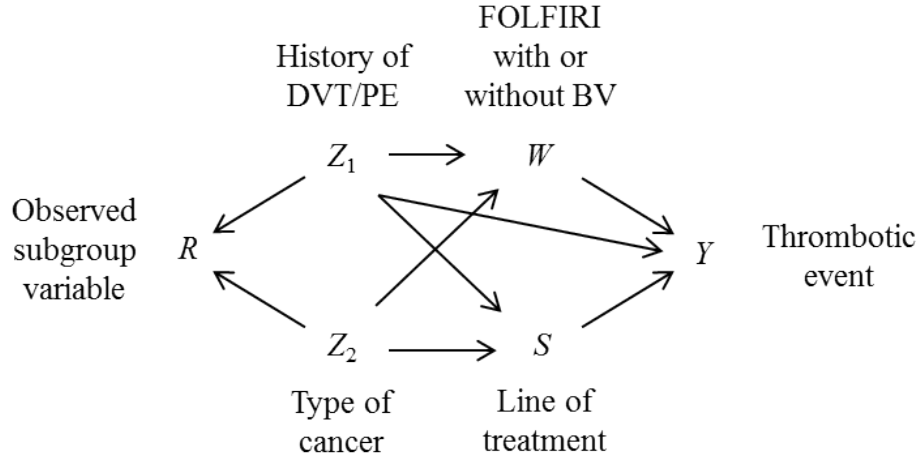 History of
DVT/PE
FOLFIRI
with or
without BV
Z1
W
Observed
subgroup
variable
R
Y
Thrombotic
event
Z2
S
Type of
cancer
Line of
treatment